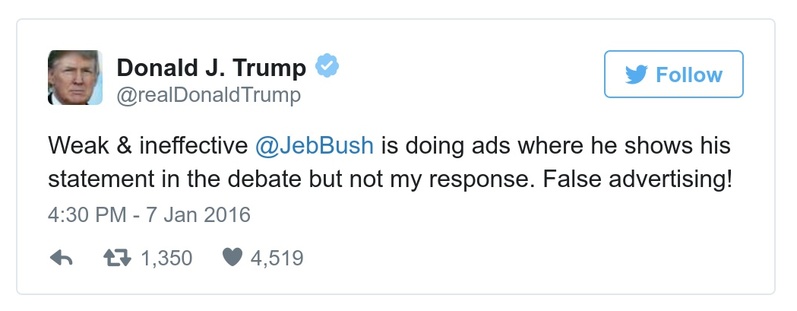 Donald J. Trump
@realDonaldTrump
Follow
Weak & ineffective @JebBush is doing ads where he shows his
statement in the debate but not my response. False advertising!
4:30 PM - 7 Jan 2016
1,350 4,519